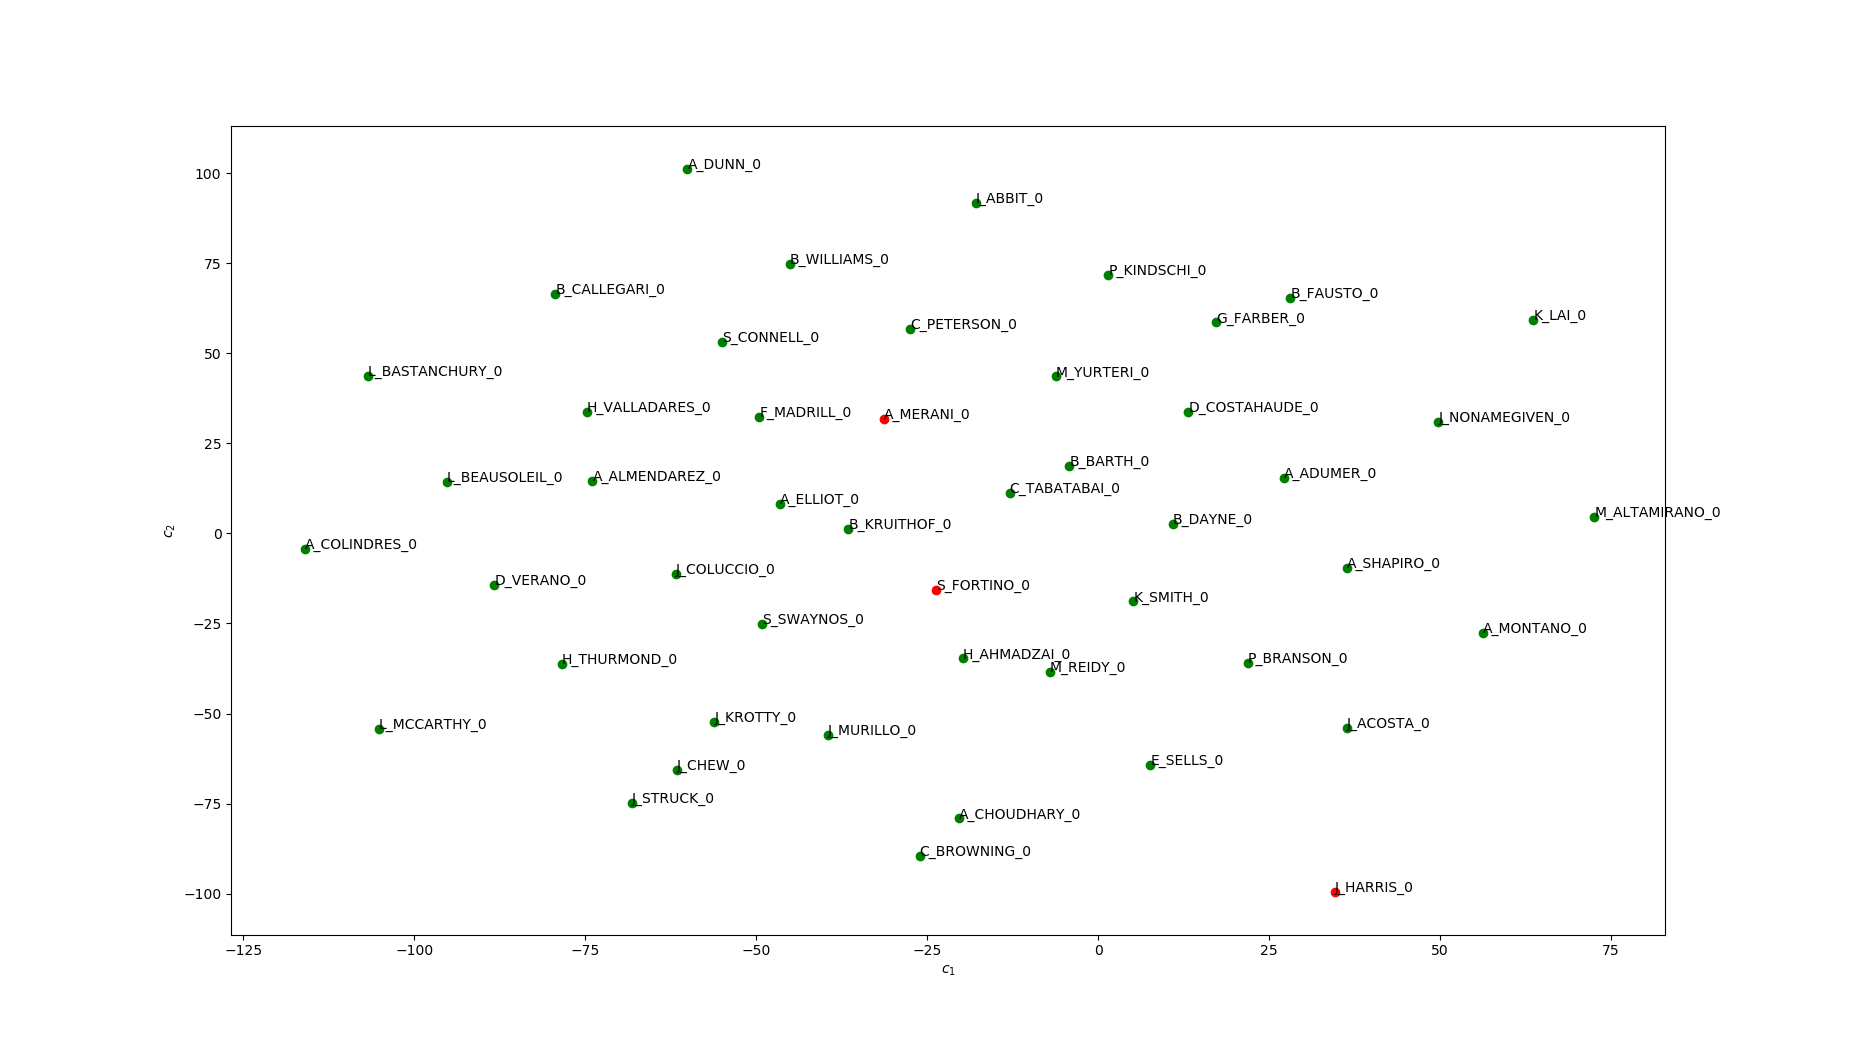 A_DUNN_0
100
J_ABBIT_0
B_WILLIAMS_0
75
P_KINDSCHI_0
B_CALLEGARI_0
B_FAUSTO_0
G_FARBER_0
K_LAI_0
C_PETERSON_0
S_CONNELL_0
50
L_BASTANCHURY_0
M_YURTERI_0
H_VALLADARES_0
F_MADRILL_0
A_MERANI_0
D_COSTAHAUDE_0
J_NONAMEGIVEN_0
25
B_BARTH_0
L_BEAUSOLEIL_0
A_ALMENDAREZ_0
A_ADUMER_0
C_TABATABAI_0
A_ELLIOT_0
B_KRUITHOF_0
B_DAYNE_0
M_ALTAMIRANO_0
c2
0
A_COLINDRES_0
J_COLUCCIO_0
A_SHAPIRO_0
D_VERANO_0
S_FORTINO_0
K_SMITH_0
−25
S_SWAYNOS_0
A_MONTANO_0
H_THURMOND_0
H_AHMADZAI_0
M_REIDY_0
P_BRANSON_0
−50
L_MCCARTHY_0
J_KROTTY_0
J_MURILLO_0
J_ACOSTA_0
J_CHEW_0
E_SELLS_0
−75
J_STRUCK_0
A_CHOUDHARY_0
C_BROWNING_0
−100
J_HARRIS_0
−125 −100 −75 −50 −25 0 25 50 75
c1